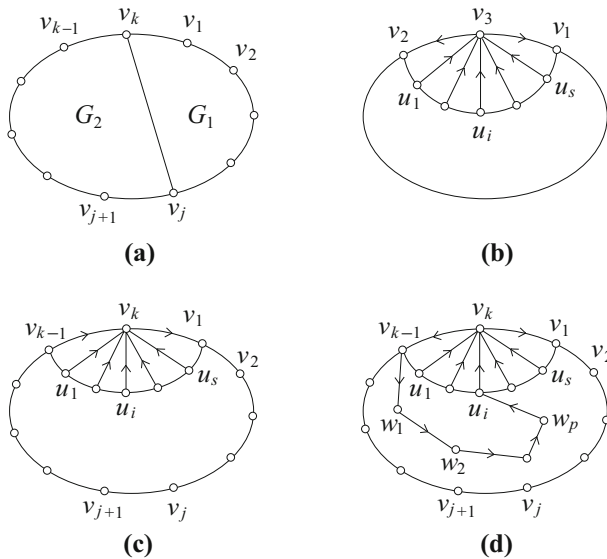 v_k
v_{k−1}
v_1
v_2
G_2
G_1
v_{j+1}
v_j
(a)
v_3
v_2
v_1
u_1
u_s
u_i
(b)
v_k
v_{k−1}
v_1
v_2
u_1
u_s
u_i
v_{j+1}
v_j
(c)
v_k
v_{k−1}
v_1
v_2
u_1
u_s
u_i
w_1
w_p
w_2
v_{j+1}
v_j
(d)